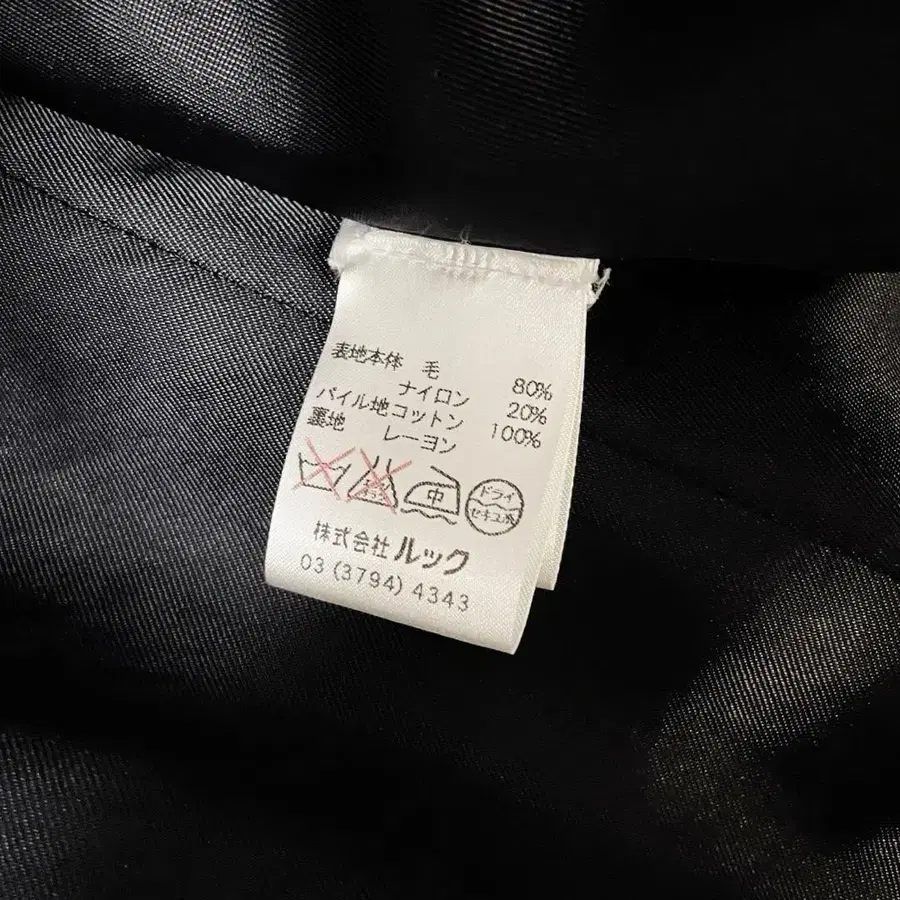 表地本体 毛 80%
ナイロン 20%
パイル地コットン 100%
裏地 レーヨン
中
ドライ
セキユ系
株式会社ルック
03 (3794) 4343